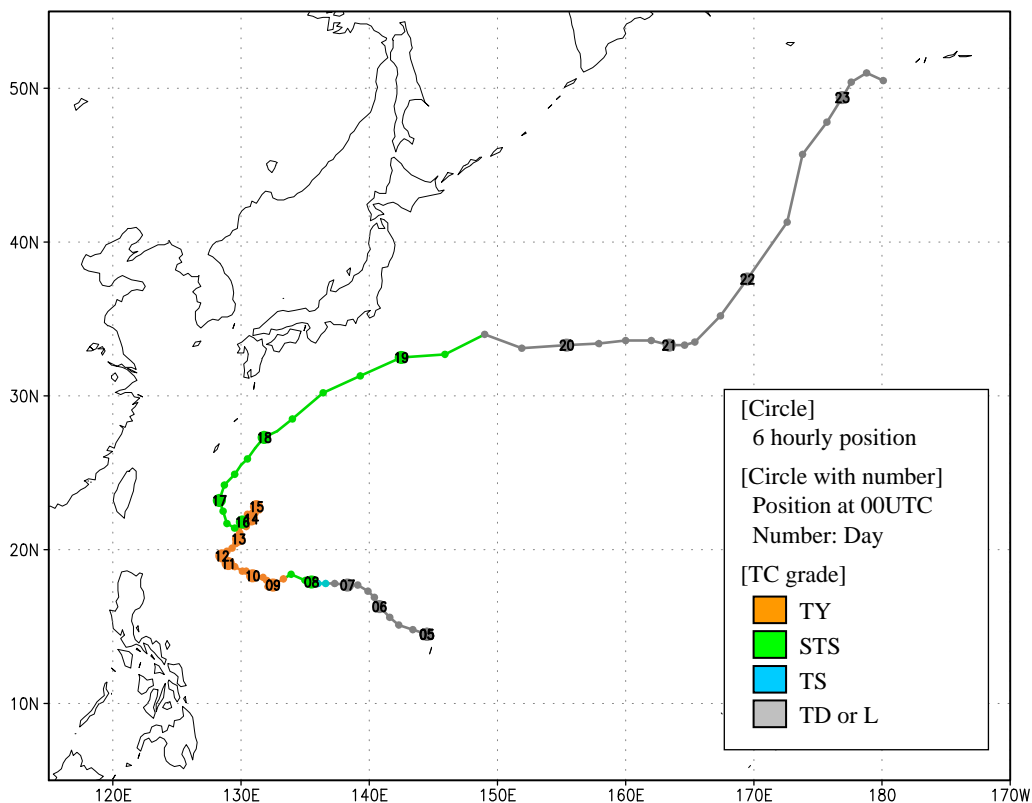 50N
40N
30N
20N
10N
120E
130E
140E
150E
160E
170E
180
170W
23
22
21
20
19
18
17
16
15
14
13
12
11
10
09
08
07
06
05
[Circle]
6 hourly position
[Circle with number]
Position at 00UTC
Number: Day
[TC grade]
TY
STS
TS
TD or L